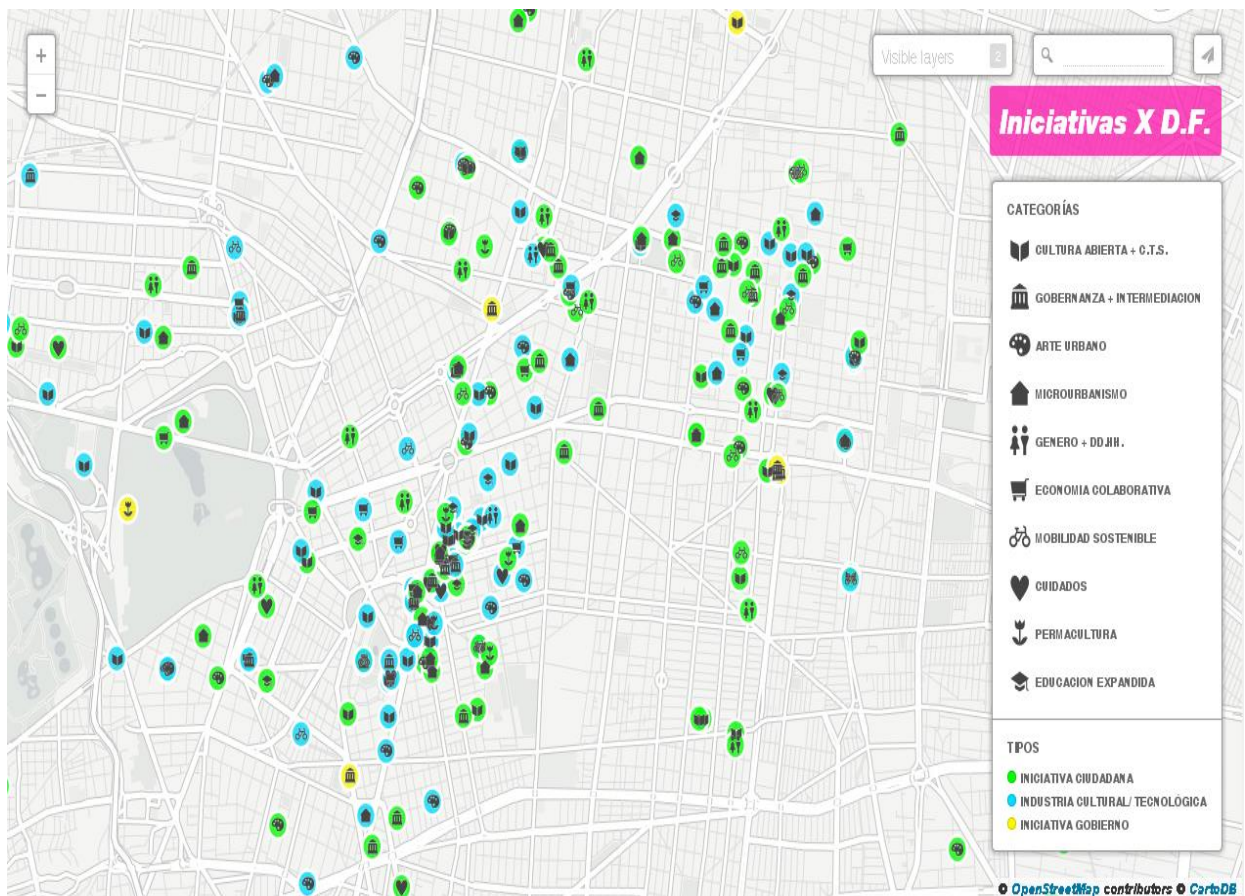 +
−
Visible layers 2
Iniciativas X D.F.
CATEGORÍAS
CULTURA ABIERTA + C.T.S.
GOBERNANZA + INTERMEDIACION
ARTE URBANO
MICROURBANISMO
GENERO + DD.HH.
ECONOMIA COLABORATIVA
MOBILIDAD SOSTENIBLE
CUIDADOS
PERMACULTURA
EDUCACION EXPANDIDA
TIPOS
INICIATIVA CIUDADANA
INDUSTRIA CULTURAL/ TECNOLÓGICA
INICIATIVA GOBIERNO
© OpenStreetMap contributors © CartoDB